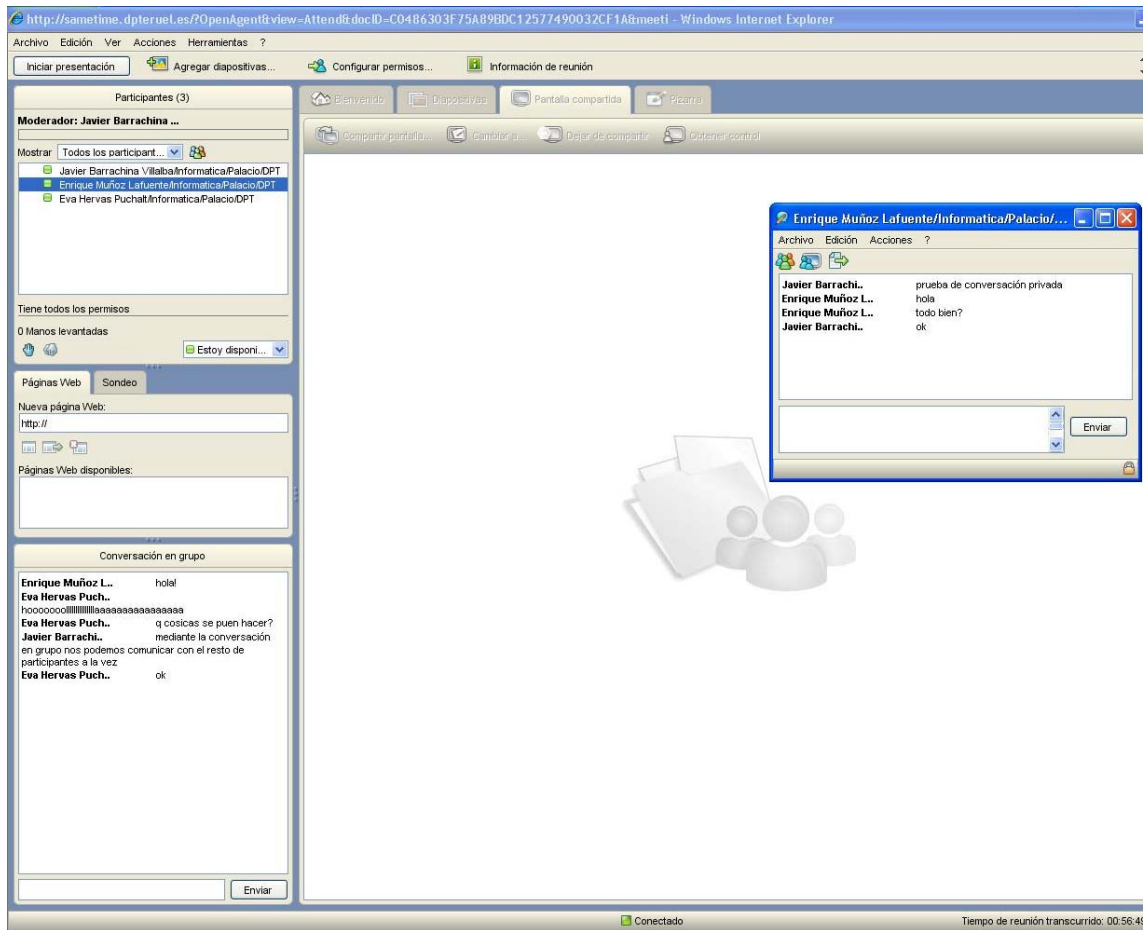 http://sametime.dpteruel.es/?OpenAgent&view=Attend&docID=C0486303F75A89BDC12577490032CF1A&meeti - Windows Internet Explorer
Archivo Edición Ver Acciones Herramientas ?
Iniciar presentación Agregar diapositivas... Configurar permisos... Información de reunión
Participantes (3)
Moderador: Javier Barrachina ...
Mostrar Todos los participant...
Javier Barrachina Villalba/Informatica/Palacio/DPT
Enrique Muñoz Lafuente/Informatica/Palacio/DPT
Eva Hervas Puchalt/Informatica/Palacio/DPT
Tiene todos los permisos
0 Manos levantadas
Estoy disponi...
Páginas Web Sondeo
Nueva página Web:
http://
Páginas Web disponibles:
Conversación en grupo
Enrique Muñoz L.. hola!
Eva Hervas Puch..
Eva Hervas Puch.. q cosicas se puen hacer?
Javier Barrachi.. mediante la conversación
en grupo nos podemos comunicar con el resto de
participantes a la vez
Eva Hervas Puch.. ok
Enviar
Bienvenido Diapositivas Pantalla compartida Pizarra
Compartir pantalla... Cambiar a... Dejar de compartir Obtener control
Enrique Muñoz Lafuente/Informatica/Palacio/...
Archivo Edición Acciones ?
Javier Barrachi.. prueba de conversación privada
Enrique Muñoz L.. hola
Enrique Muñoz L.. todo bien?
Javier Barrachi.. ok
Enviar
Conectado
Tiempo de reunión transcurrido: 00:56:49